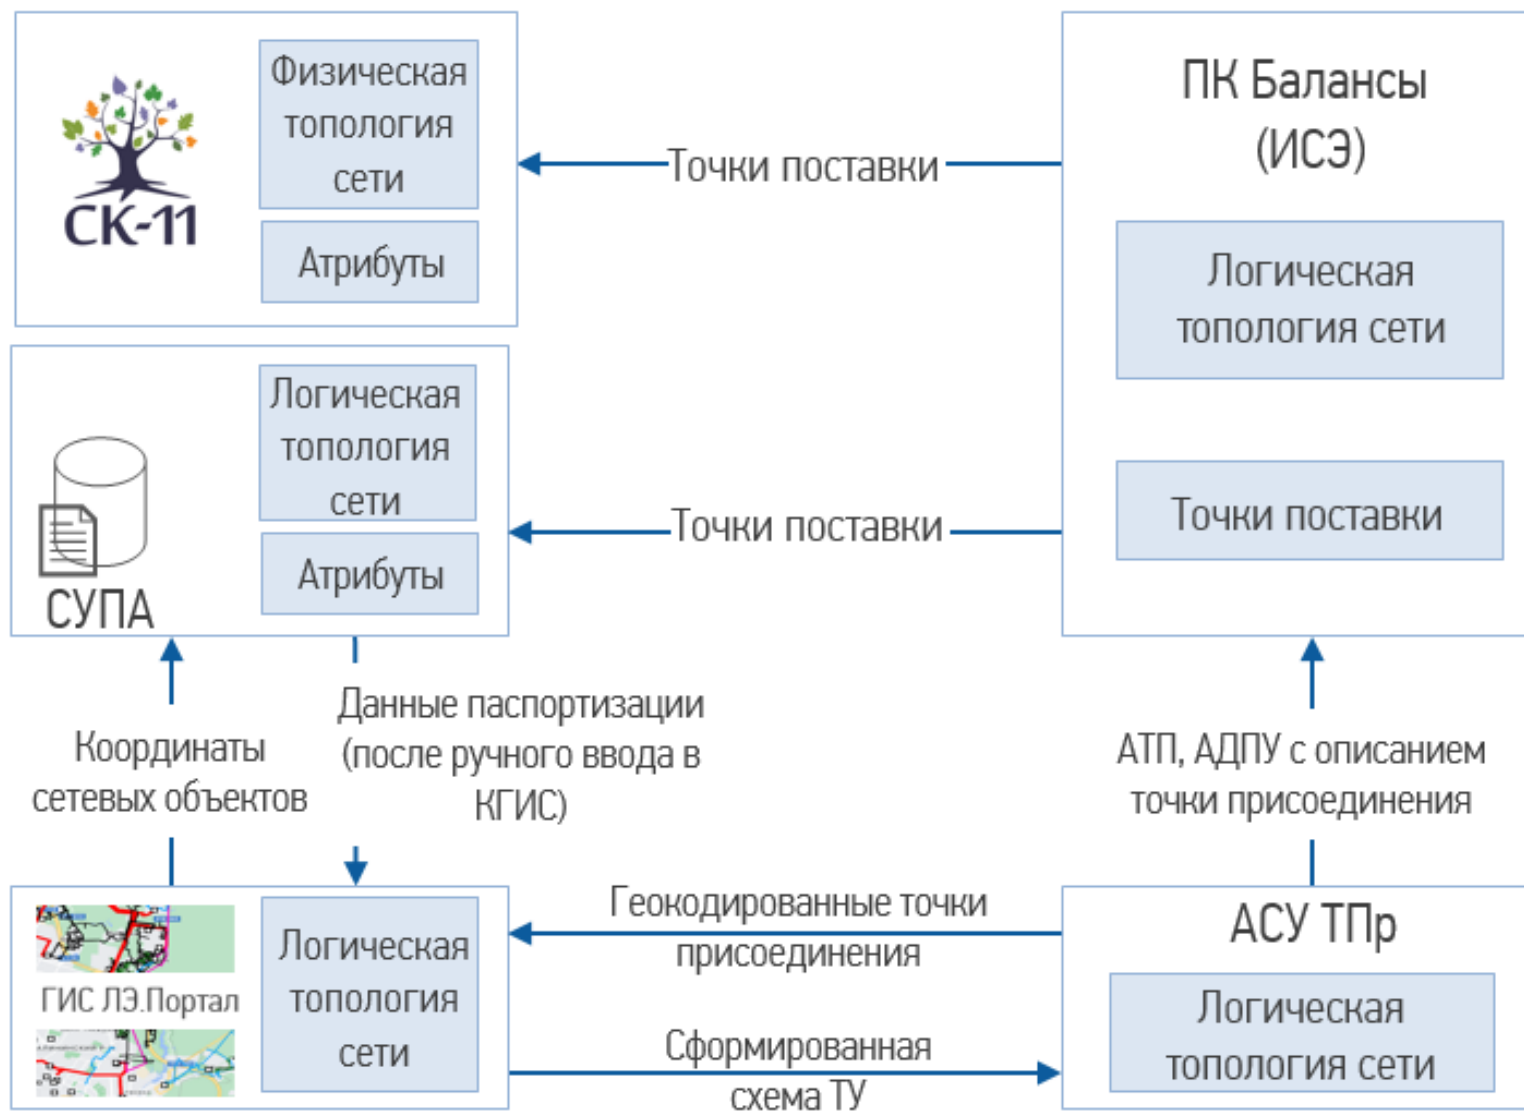 СК-11
Физическая
топология
сети
Атрибуты
Точки поставки
ПК Балансы
(ИСЭ)
Логическая
топология сети
Точки поставки
СУПА
Логическая
топология
сети
Атрибуты
Точки поставки
Координаты
сетевых объектов
Данные паспортизации
(после ручного ввода в
КГИС)
АТП, АДПУ с описанием
точки присоединения
ГИС ЛЭ.Портал
Логическая
топология
сети
Геокодированные точки
присоединения
Сформированная
схема ТУ
АСУ ТПр
Логическая
топология сети